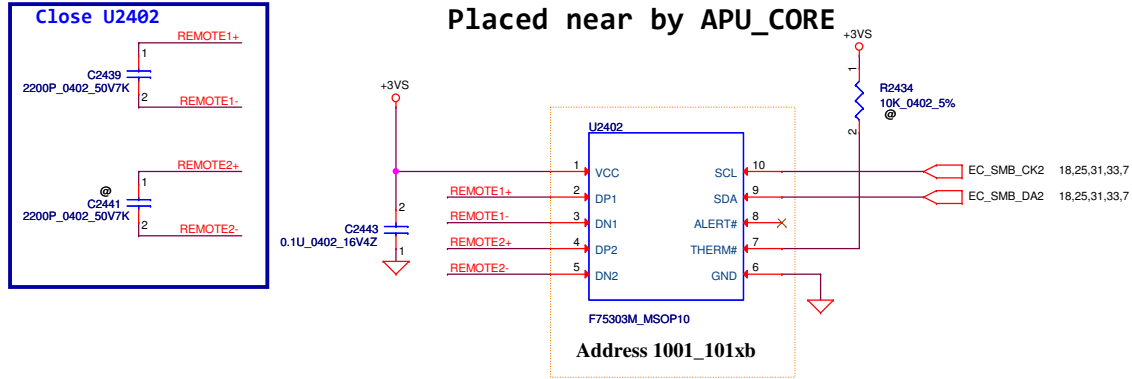 Close U2402
Placed near by APU_CORE
REMOTE1+
1
C2439
2200P_0402_50V7K
2
REMOTE1-
REMOTE2+
1
@
C2441
2200P_0402_50V7K
2
REMOTE2-
+3VS
2
C2443
0.1U_0402_16V4Z
1
+3VS
1
R2434
10K_0402_5%
@
2
U2402
1 VCC SCL 10 EC_SMB_CK2 18,25,31,33,7
REMOTE1+ 2 DP1 SDA 9 EC_SMB_DA2 18,25,31,33,7
REMOTE1- 3 DN1 ALERT# 8
REMOTE2+ 4 DP2 THERM# 7
REMOTE2- 5 DN2 GND 6
F75303M_MSOP10
Address 1001_101xb